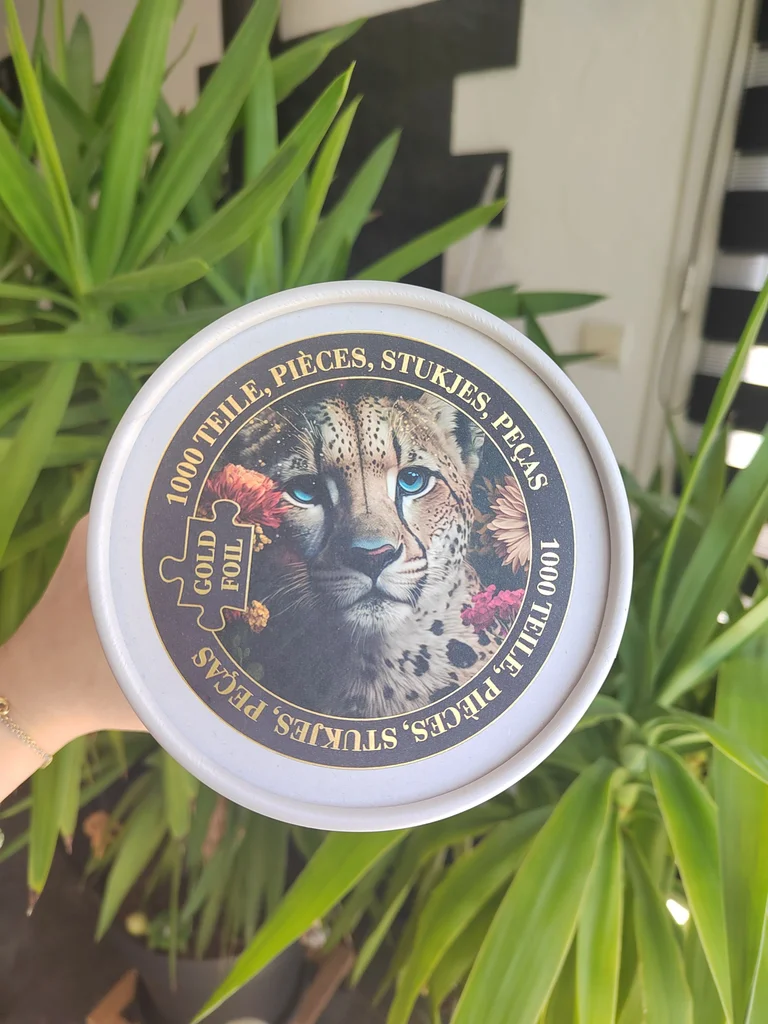 1000 TEILE, PIÈCES, STUKJES, PEÇAS
1000 TEILE, PIÈCES, STUKJES, PEÇAS
GOLD
FOIL